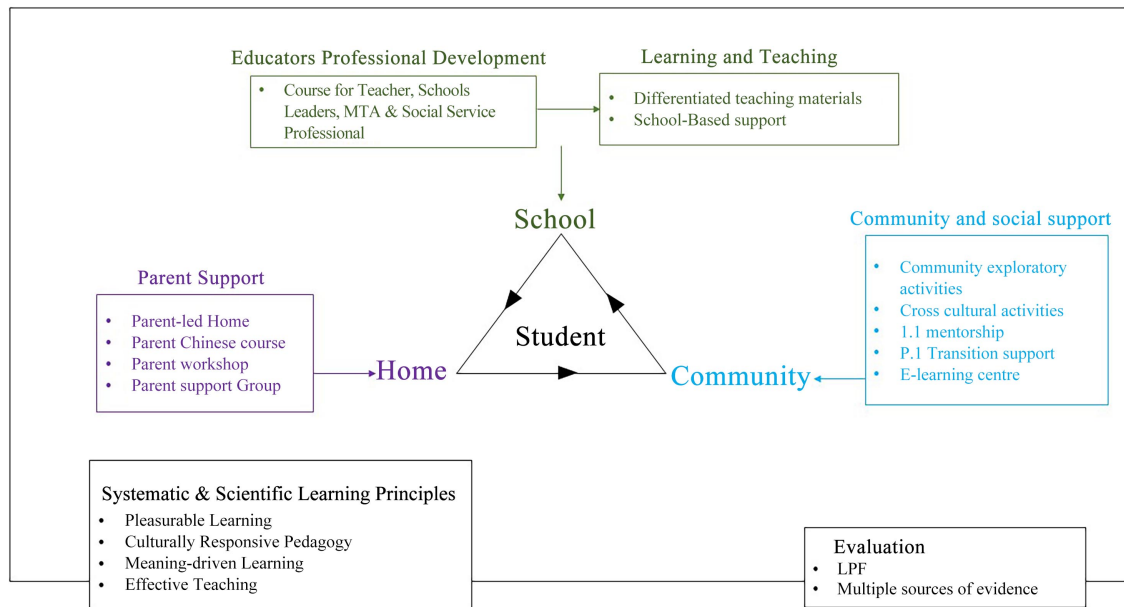 Educators Professional Development
• Course for Teacher, Schools
Leaders, MTA & Social Service
Professional
Learning and Teaching
• Differentiated teaching materials
• School-Based support
School
Community and social support
• Community exploratory
activities
• Cross cultural activities
• 1.1 mentorship
• P.1 Transition support
• E-learning centre
Parent Support
• Parent-led Home
• Parent Chinese course
• Parent workshop
• Parent support Group
Student
Home
Community
Systematic & Scientific Learning Principles
• Pleasurable Learning
• Culturally Responsive Pedagogy
• Meaning-driven Learning
• Effective Teaching
Evaluation
• LPF
• Multiple sources of evidence